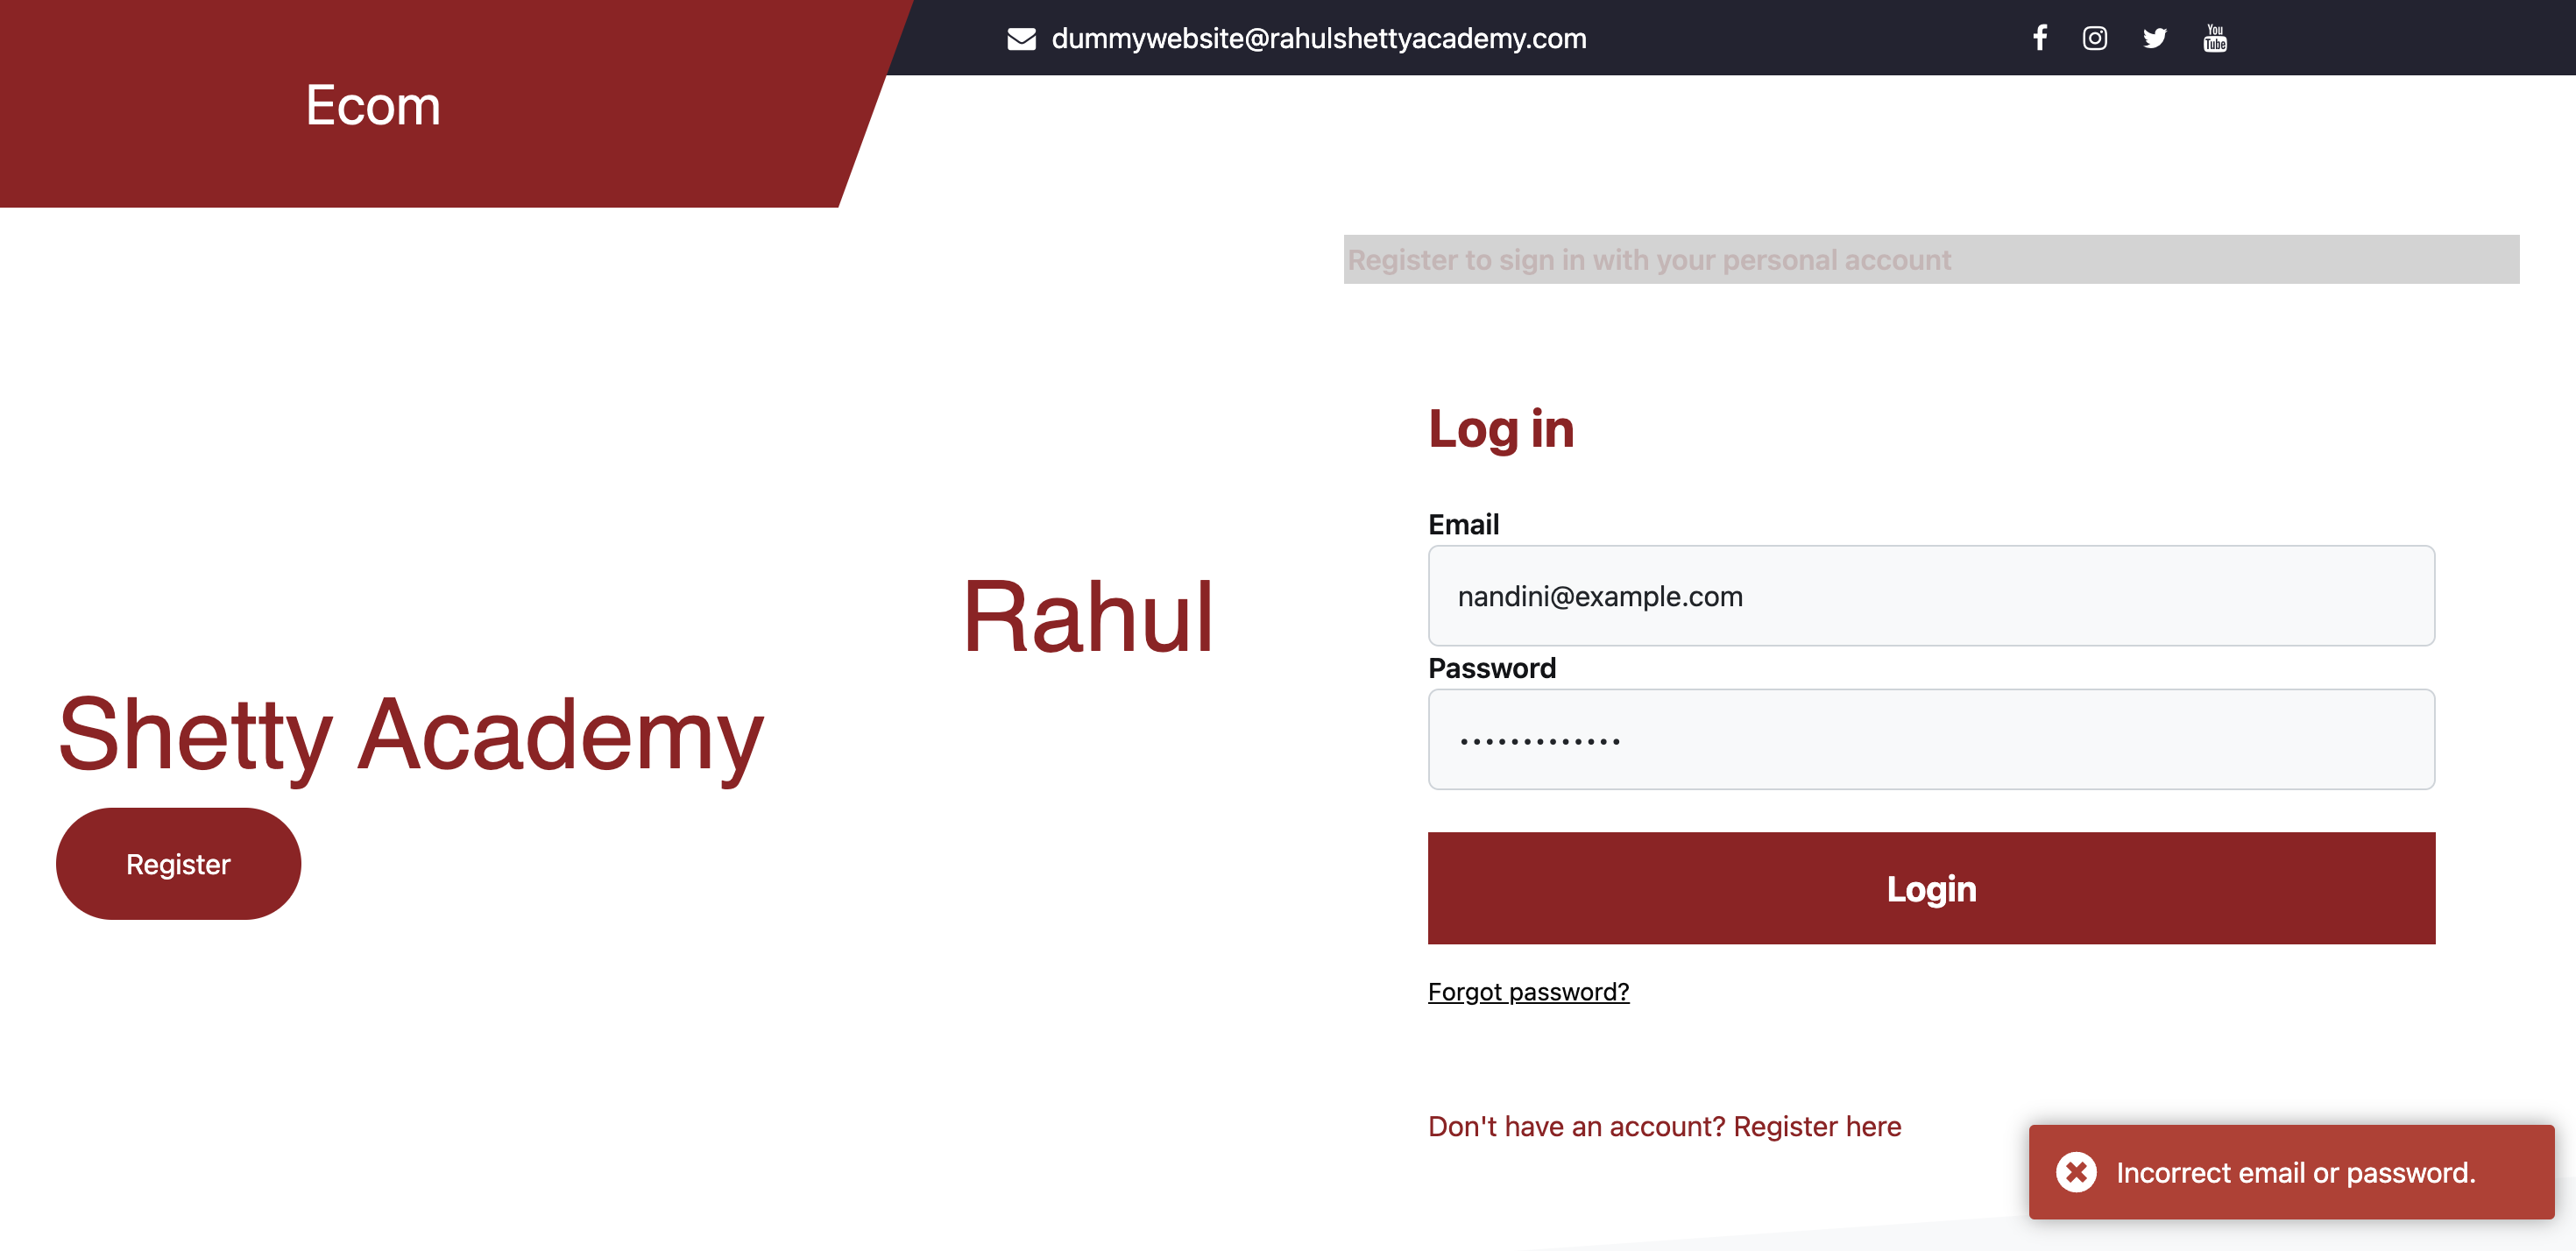 dummywebsite@rahulshettyacademy.com
Ecom
Register to sign in with your personal account
Rahul
Shetty Academy
Register
Log in
Email
nandini@example.com
Password
•••••••••••••
Login
Forgot password?
Don't have an account? Register here
Incorrect email or password.
You
Tube